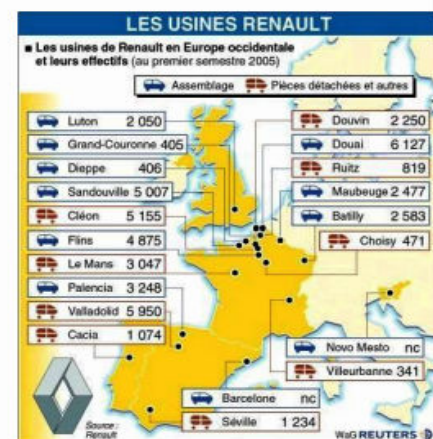 LES USINES RENAULT
Les usines de Renault en Europe occidentale
et leurs effectifs (au premier semestre 2005)
Assemblage Pièces détachées et autres
Luton 2 050
Grand-Couronne 405
Dieppe 406
Sandouville 5 007
Cléon 5 155
Flins 4 875
Le Mans 3 047
Palencia 3 248
Valladolid 5 950
Cacia 1 074
Douvin 2 250
Douai 6 127
Ruitz 819
Maubeuge 2 477
Batilly 2 583
Choisy 471
Novo Mesto nc
Villeurbanne 341
Barcelone nc
Séville 1 234
Source :
Renault
WaG REUTERS